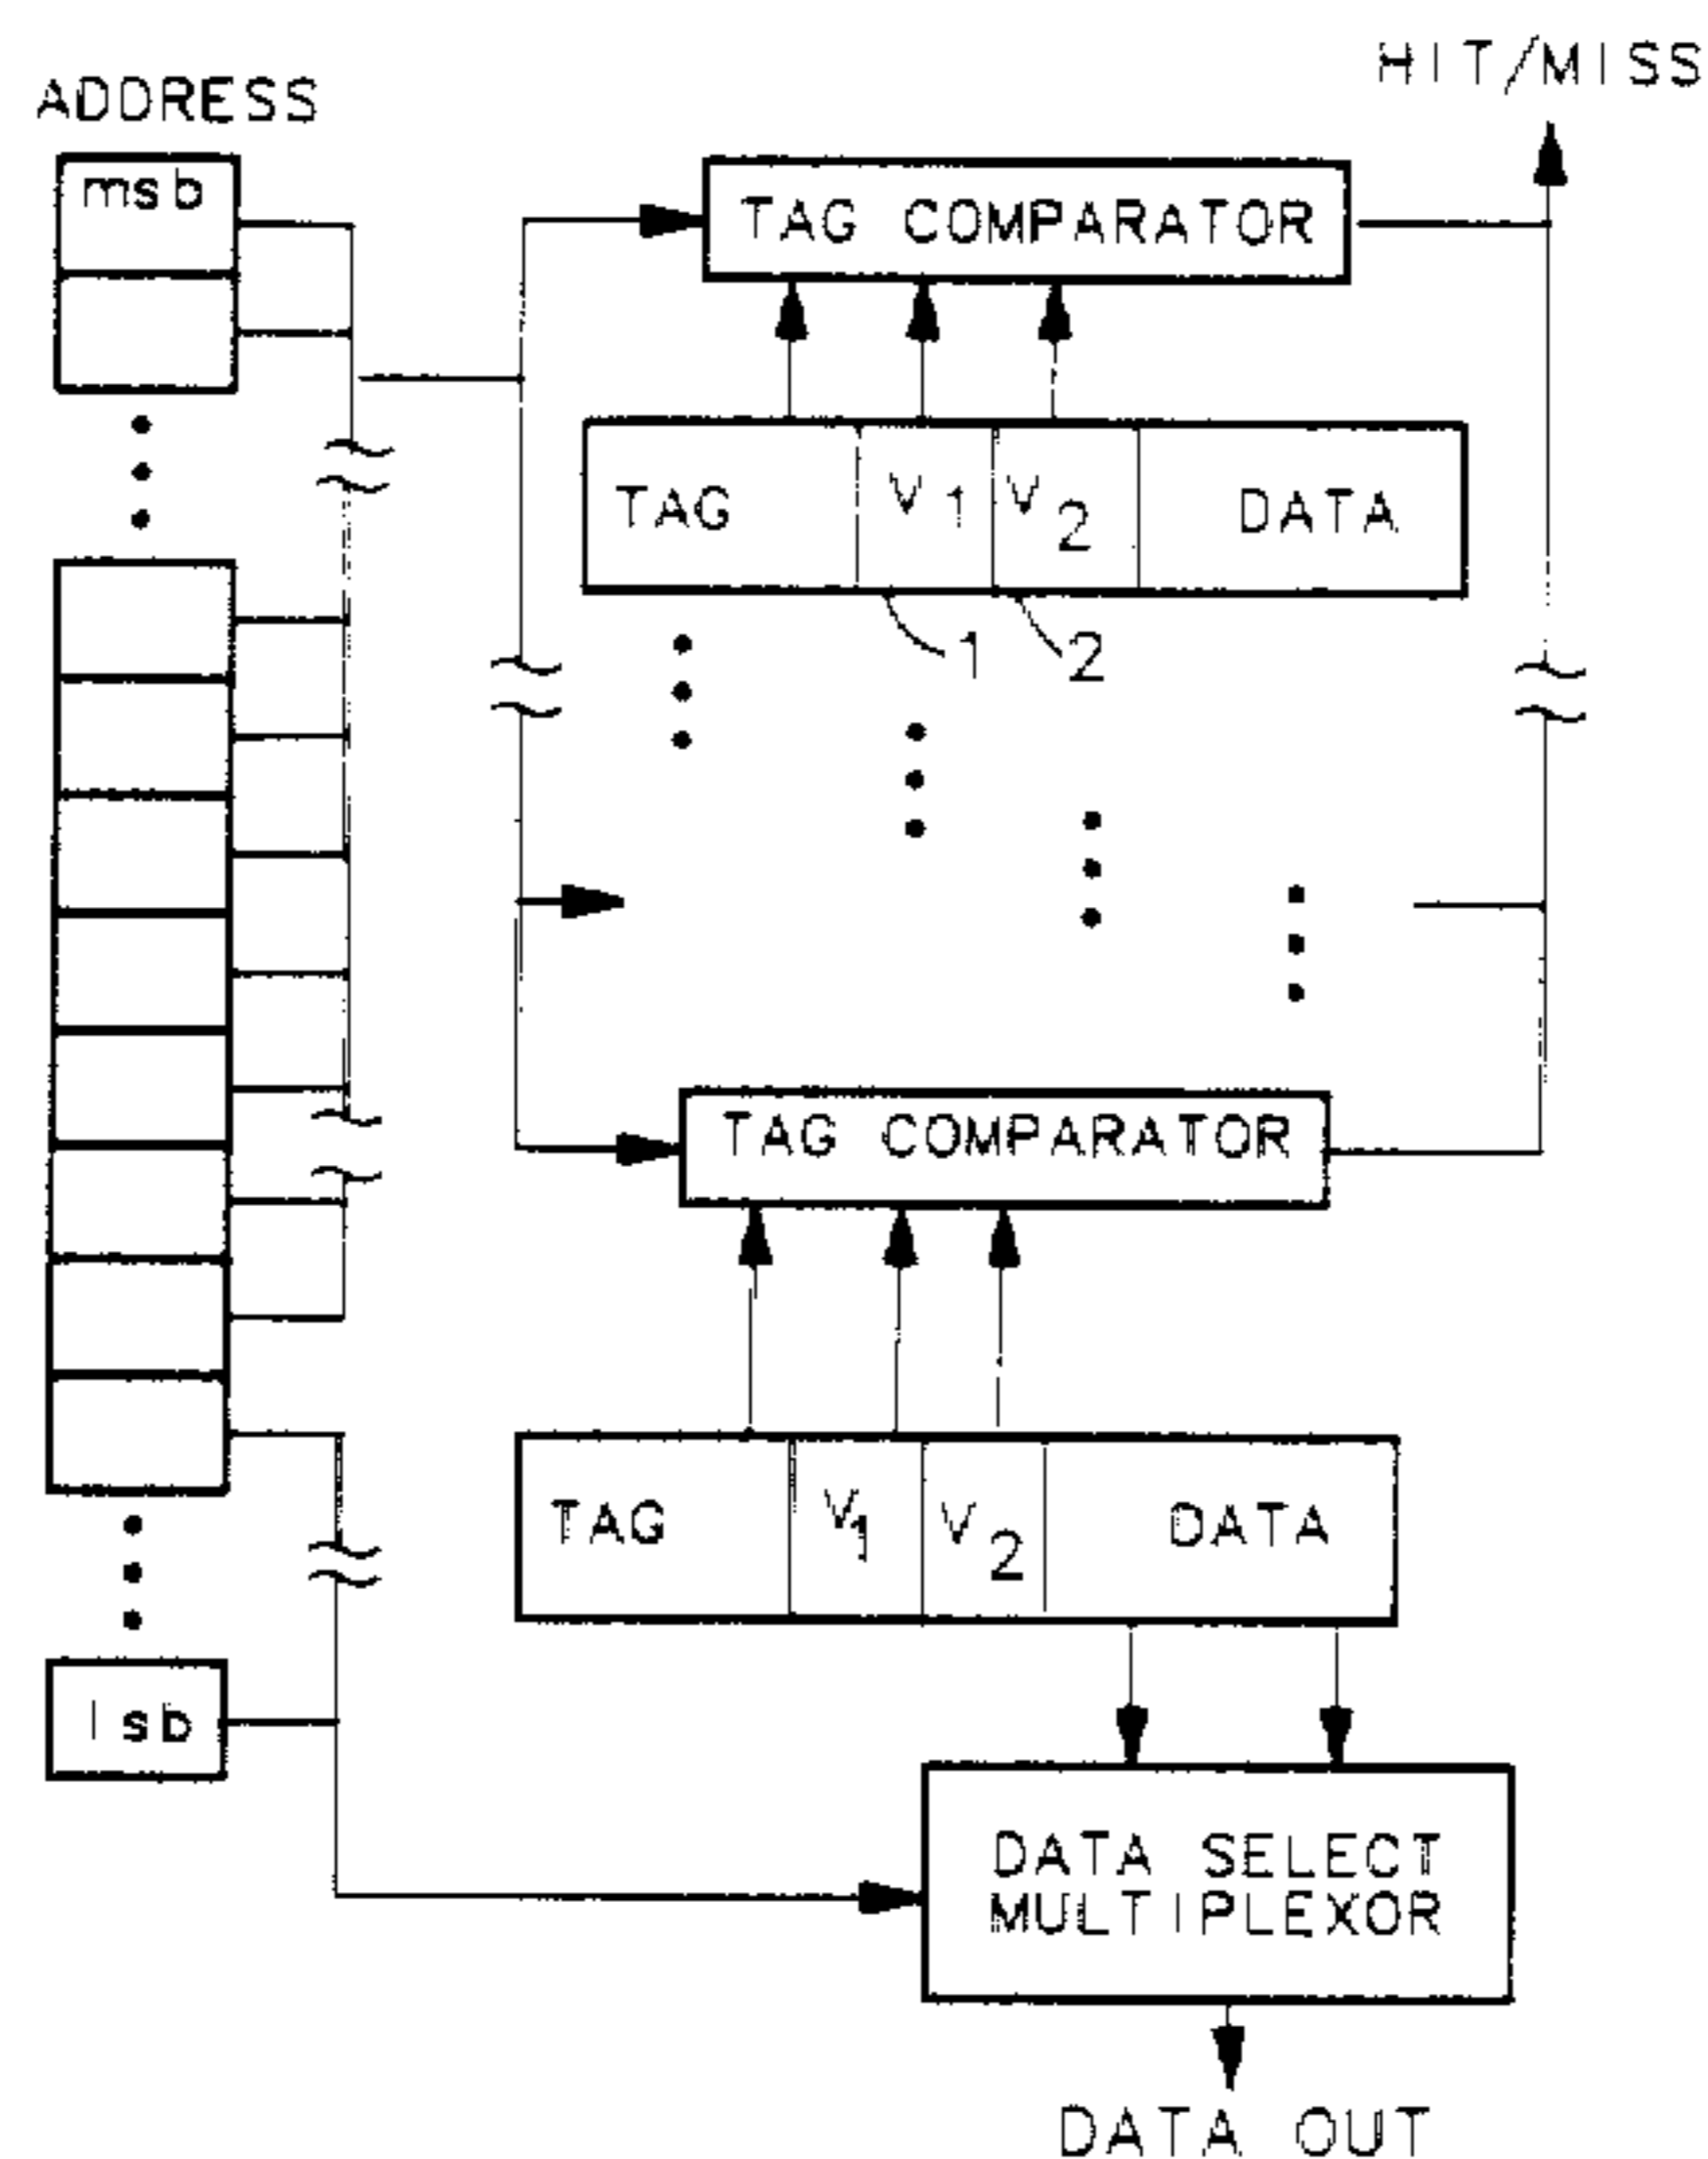 HIT/MISS
ADDRESS
msb
TAG COMPARATOR
TAG V1 V2 DATA
1 2
TAG COMPARATOR
TAG V1 V2 DATA
lsb
DATA SELECT
MULTIPLEXOR
DATA OUT